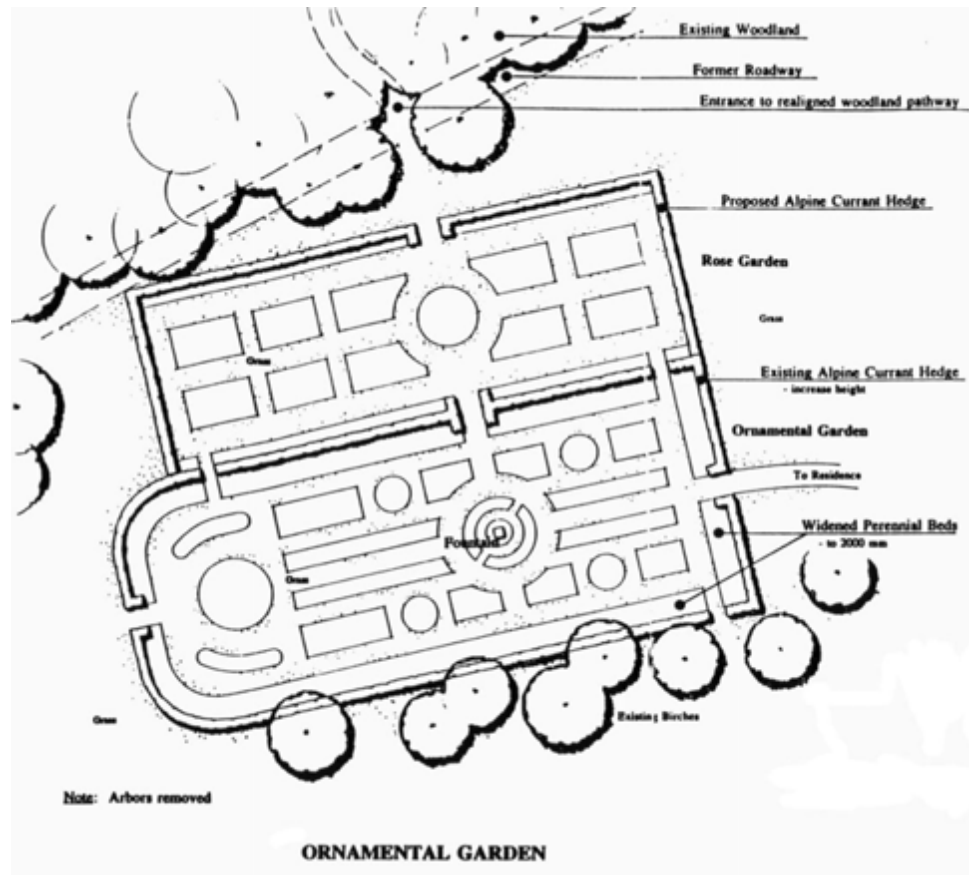 Existing Woodland
Former Roadway
Entrance to realigned woodland pathway
Proposed Alpine Currant Hedge
Rose Garden
Grass
Grass
Existing Alpine Currant Hedge
- increase height
Ornamental Garden
To Residence
Widened Perennial Beds
- to 2000 mm
Fountain
Grass
Grass
Existing Birches
Note: Arbors removed
ORNAMENTAL GARDEN